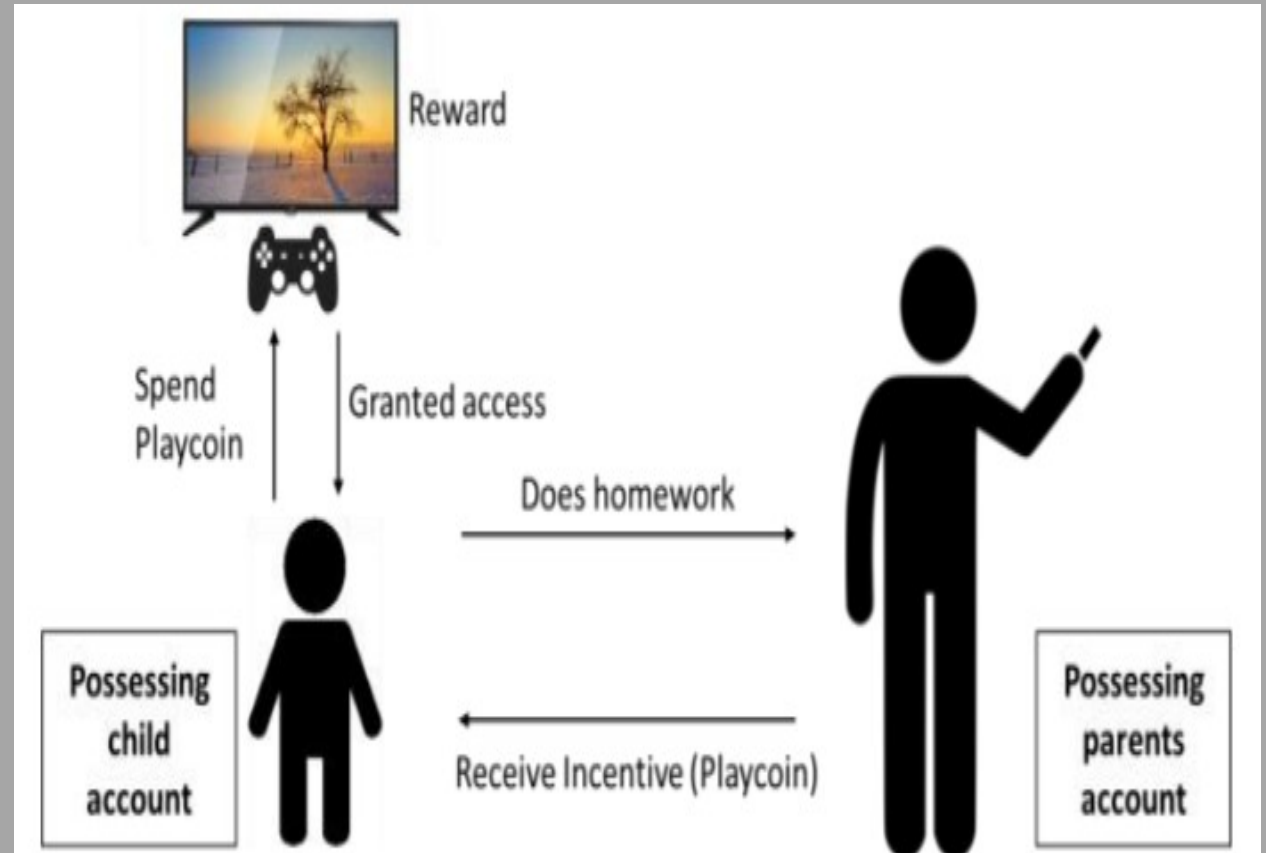 Reward
Spend
Playcoin
Granted access
Does homework
Receive Incentive (Playcoin)
Possessing
child
account
Possessing
parents
account